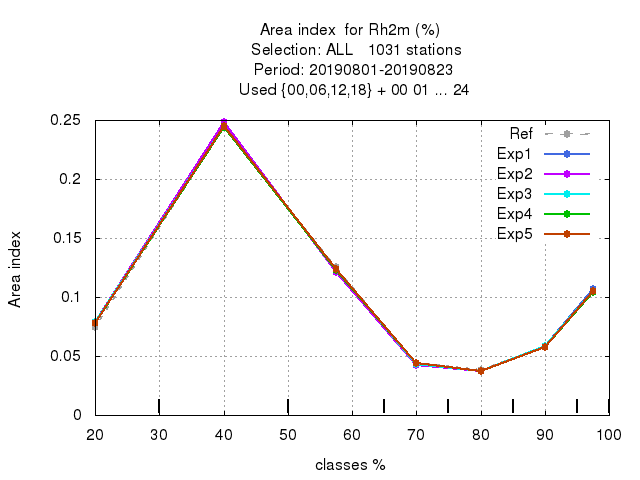 Area index for Rh2m (%)
Selection: ALL 1031 stations
Period: 20190801-20190823
Used {00,06,12,18} + 00 01 ... 24
Area index
0.25
0.2
0.15
0.1
0.05
0
Ref
Exp1
Exp2
Exp3
Exp4
Exp5
20 30 40 50 60 70 80 90 100
classes %